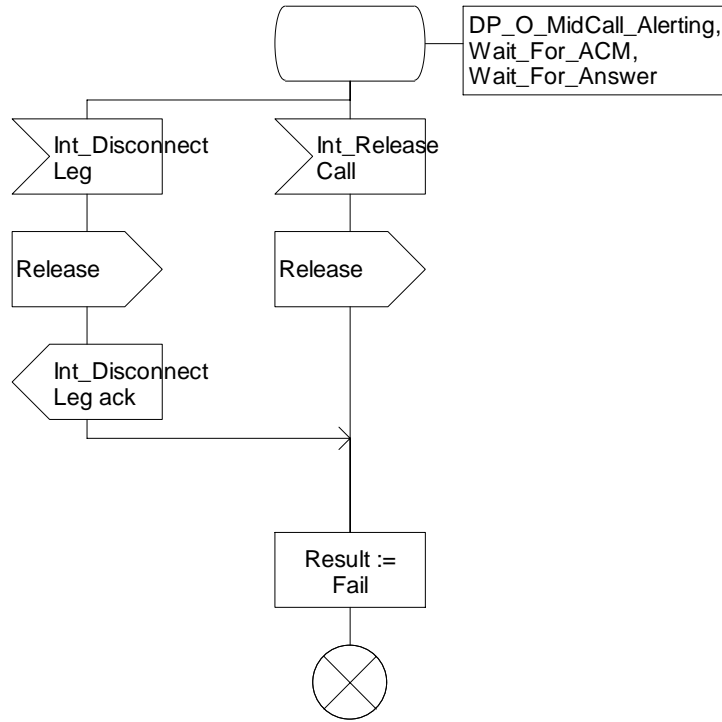 DP_O_MidCall_Alerting,
Wait_For_ACM,
Wait_For_Answer
Int_Disconnect
Leg
Int_Release
Call
Release
Release
Int_Disconnect
Leg ack
Result :=
Fail